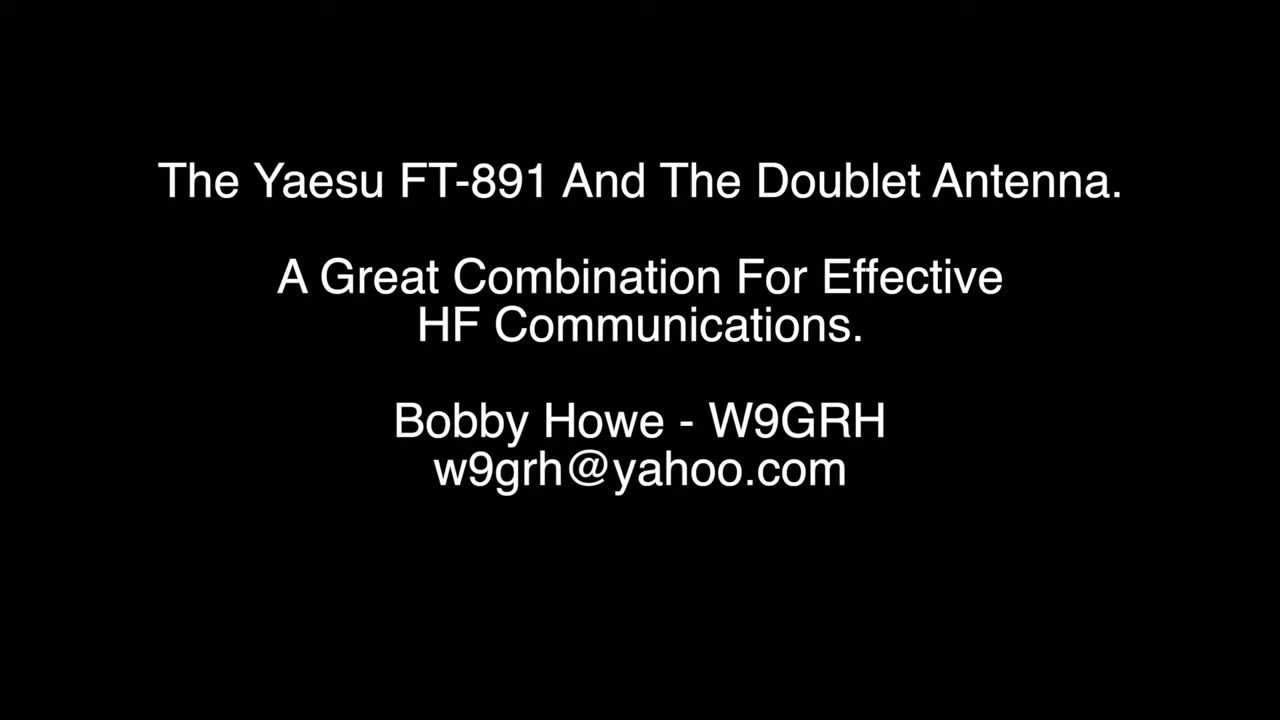 The Yaesu FT-891 And The Doublet Antenna.
A Great Combination For Effective
HF Communications.
Bobby Howe - W9GRH
w9grh@yahoo.com